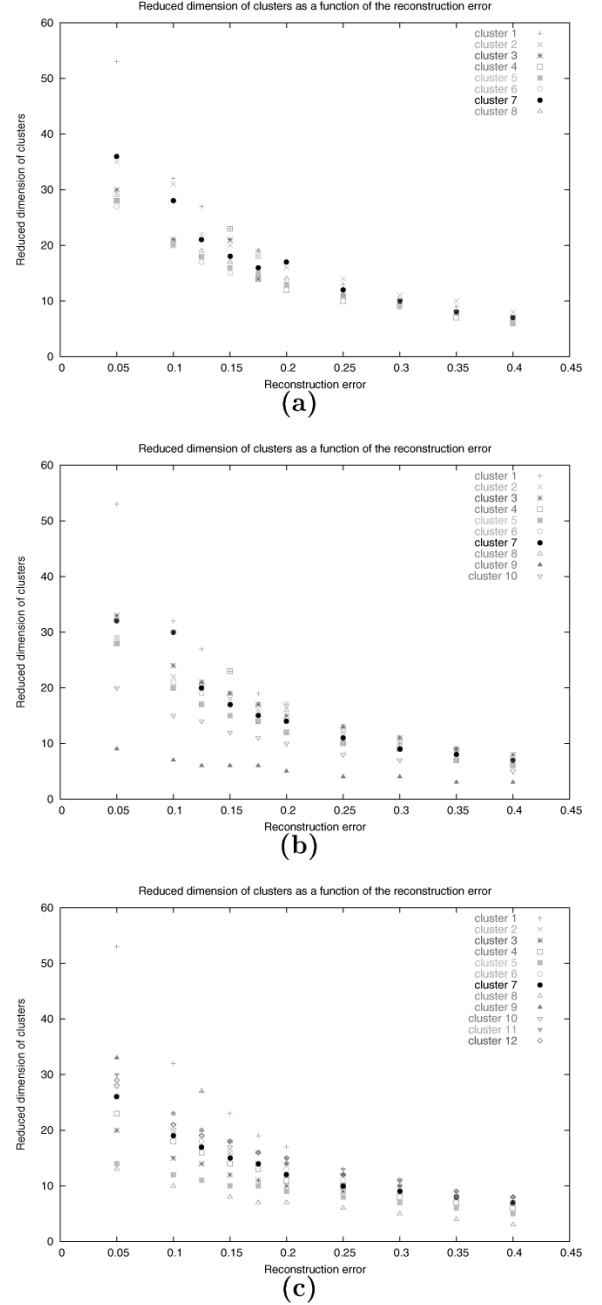 Reduced dimension of clusters as a function of the reconstruction error
60
50
40
30
20
10
0
Reduced dimension of clusters
cluster 1
cluster 2
cluster 3
cluster 4
cluster 5
cluster 6
cluster 7
cluster 8
0 0.05 0.1 0.15 0.2 0.25 0.3 0.35 0.4 0.45
Reconstruction error
(a)
Reduced dimension of clusters as a function of the reconstruction error
60
50
40
30
20
10
0
Reduced dimension of clusters
cluster 1
cluster 2
cluster 3
cluster 4
cluster 5
cluster 6
cluster 7
cluster 8
cluster 9
cluster 10
0 0.05 0.1 0.15 0.2 0.25 0.3 0.35 0.4 0.45
Reconstruction error
(b)
Reduced dimension of clusters as a function of the reconstruction error
60
50
40
30
20
10
0
Reduced dimension of clusters
cluster 1
cluster 2
cluster 3
cluster 4
cluster 5
cluster 6
cluster 7
cluster 8
cluster 9
cluster 10
cluster 11
cluster 12
0 0.05 0.1 0.15 0.2 0.25 0.3 0.35 0.4 0.45
Reconstruction error
(c)